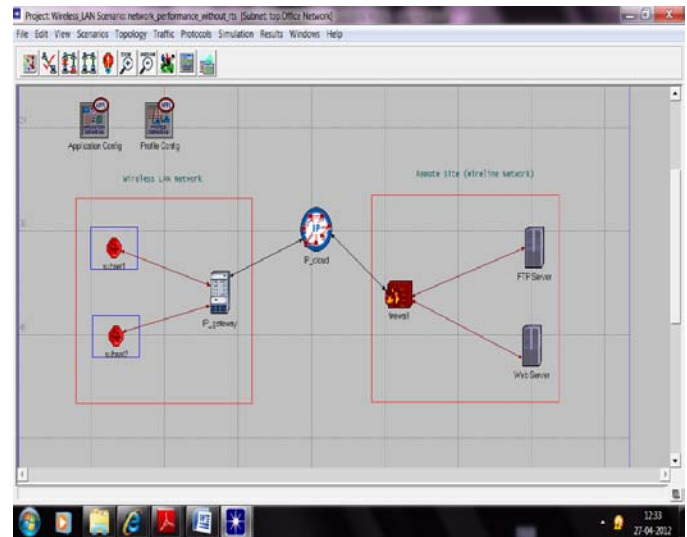 Project: Wireless_LAN Scenario: network_performance_without_rts [Subnet: top.Office Network]
File Edit View Scenarios Topology Traffic Protocols Simulation Results Windows Help
Application Config
Profile Config
Wireless LAN Network
Remote Site (Wireline Network)
subnet1
IP_cloud
FTP Server
IP_gateway
firewall
subnet2
Web Server
12:33
27-04-2012